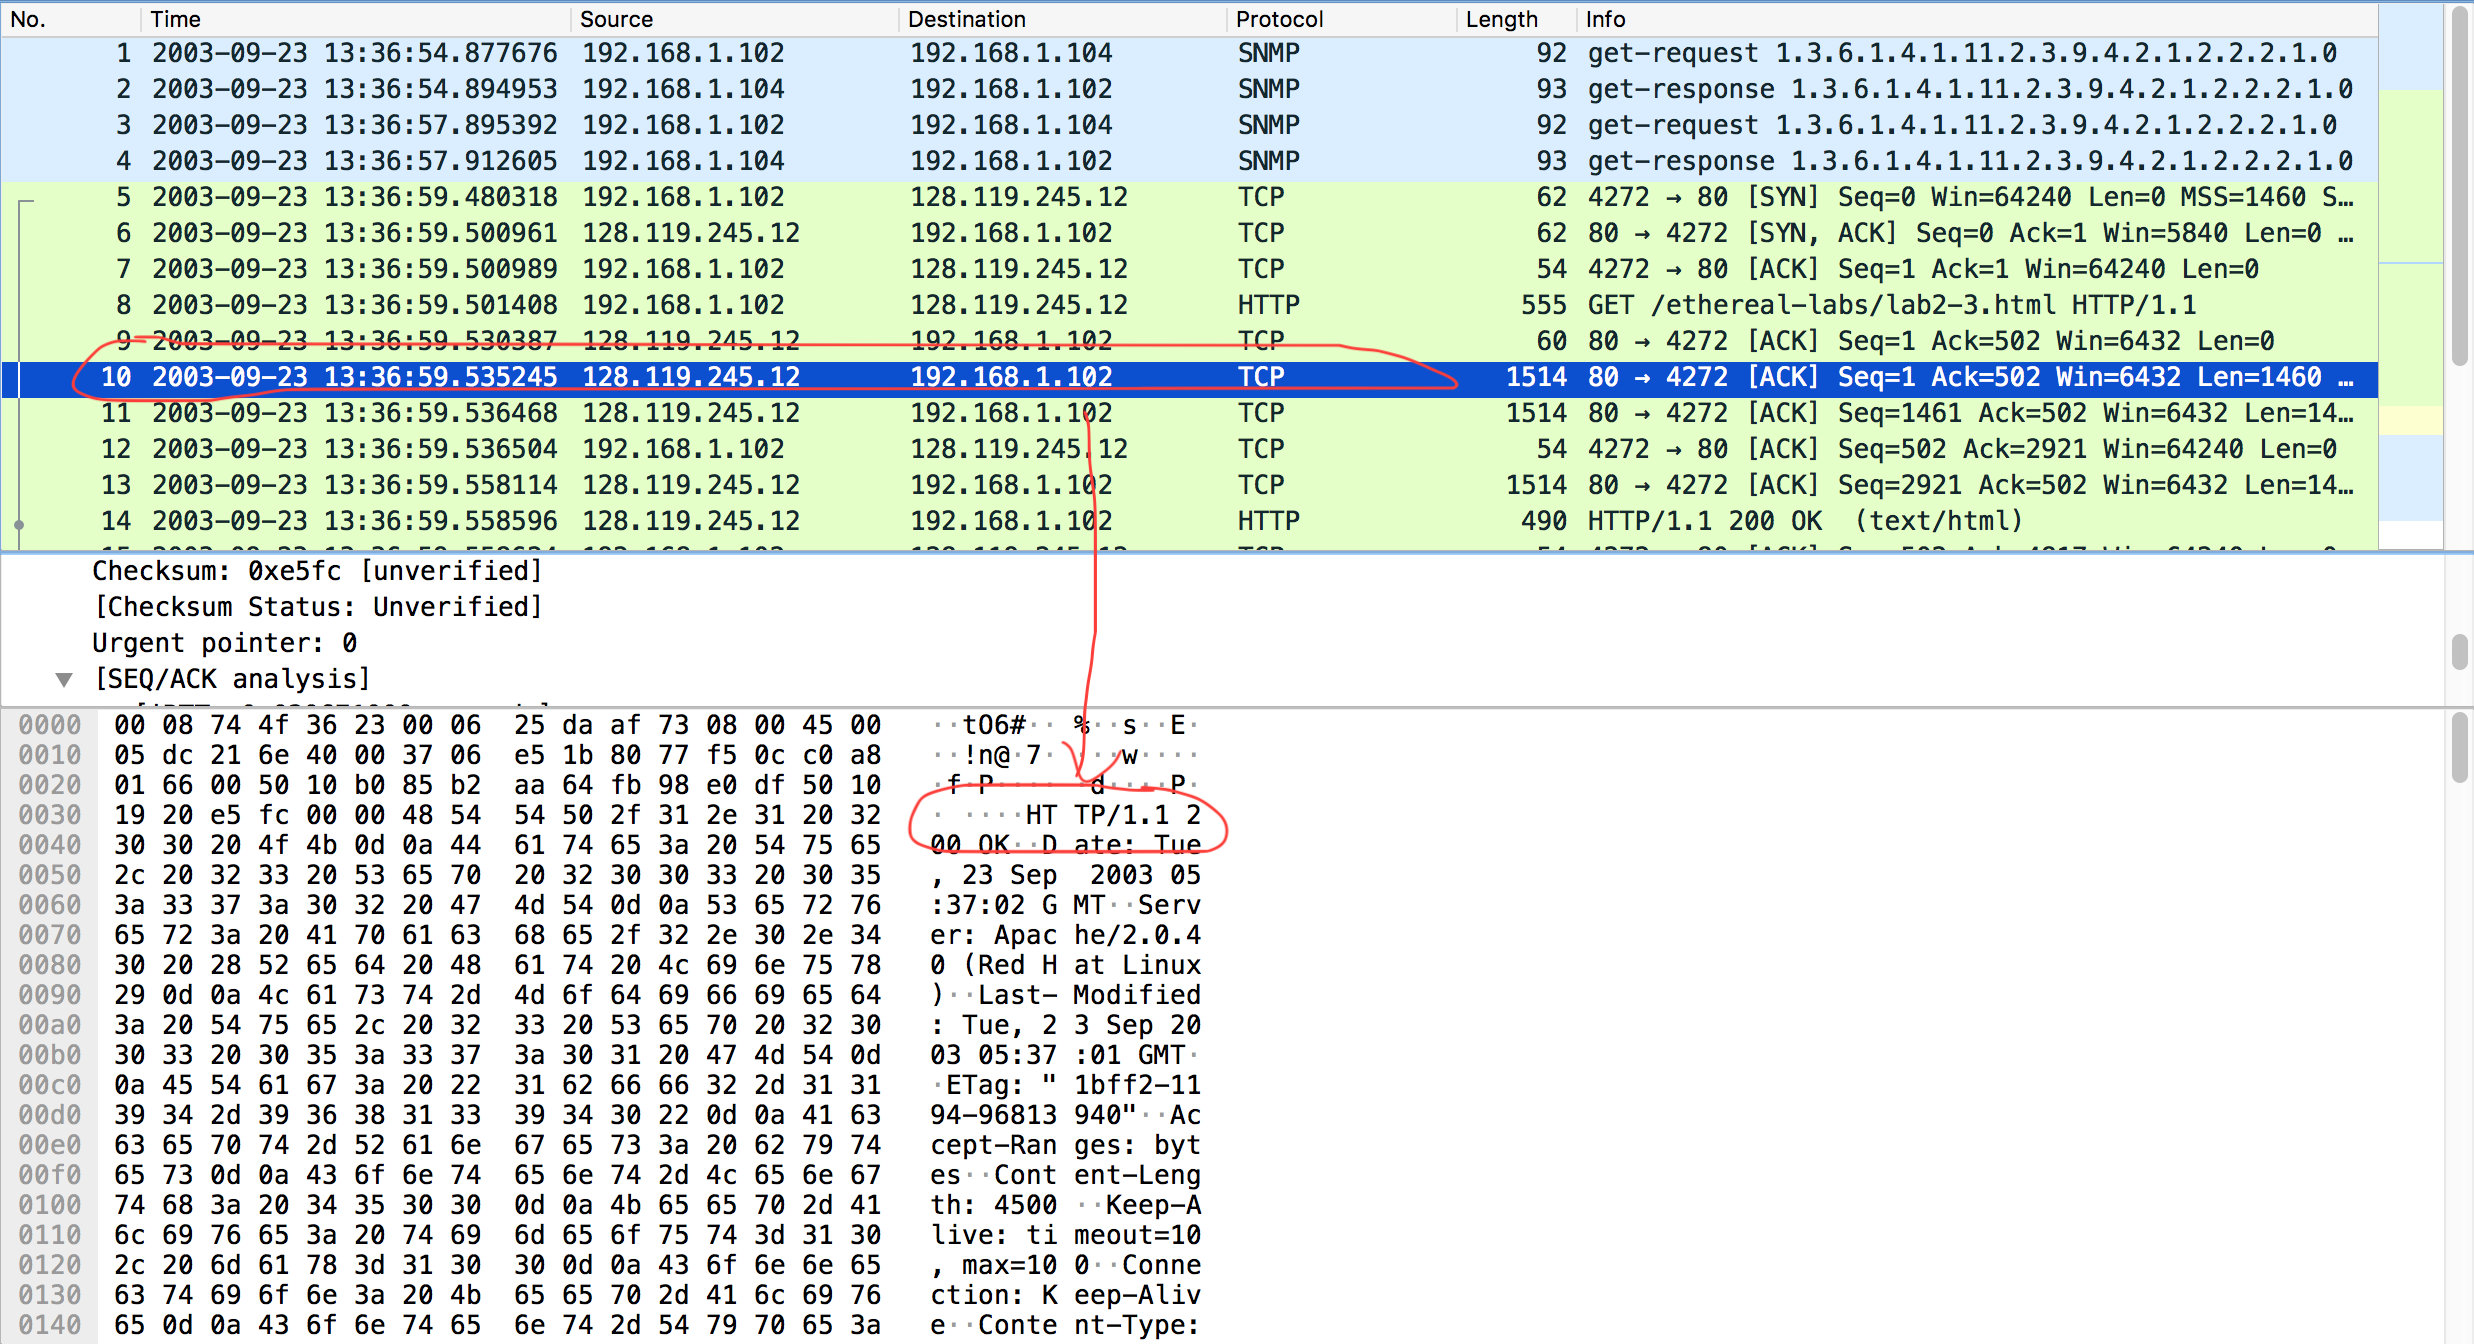 No. Time Source Destination Protocol Length Info
1 2003-09-23 13:36:54.877676 192.168.1.102 192.168.1.104 SNMP 92 get-request 1.3.6.1.4.1.11.2.3.9.4.2.1.2.2.2.1.0
2 2003-09-23 13:36:54.894953 192.168.1.104 192.168.1.102 SNMP 93 get-response 1.3.6.1.4.1.11.2.3.9.4.2.1.2.2.2.1.0
3 2003-09-23 13:36:57.895392 192.168.1.102 192.168.1.104 SNMP 92 get-request 1.3.6.1.4.1.11.2.3.9.4.2.1.2.2.2.1.0
4 2003-09-23 13:36:57.912605 192.168.1.104 192.168.1.102 SNMP 93 get-response 1.3.6.1.4.1.11.2.3.9.4.2.1.2.2.2.1.0
5 2003-09-23 13:36:59.480318 192.168.1.102 128.119.245.12 TCP 62 4272 → 80 [SYN] Seq=0 Win=64240 Len=0 MSS=1460 S…
6 2003-09-23 13:36:59.500961 128.119.245.12 192.168.1.102 TCP 62 80 → 4272 [SYN, ACK] Seq=0 Ack=1 Win=5840 Len=0 …
7 2003-09-23 13:36:59.500989 192.168.1.102 128.119.245.12 TCP 54 4272 → 80 [ACK] Seq=1 Ack=1 Win=64240 Len=0
8 2003-09-23 13:36:59.501408 192.168.1.102 128.119.245.12 HTTP 555 GET /ethereal-labs/lab2-3.html HTTP/1.1
9 2003-09-23 13:36:59.530387 128.119.245.12 192.168.1.102 TCP 60 80 → 4272 [ACK] Seq=1 Ack=502 Win=6432 Len=0
10 2003-09-23 13:36:59.535245 128.119.245.12 192.168.1.102 TCP 1514 80 → 4272 [ACK] Seq=1 Ack=502 Win=6432 Len=1460 …
11 2003-09-23 13:36:59.536468 128.119.245.12 192.168.1.102 TCP 1514 80 → 4272 [ACK] Seq=1461 Ack=502 Win=6432 Len=14…
12 2003-09-23 13:36:59.536504 192.168.1.102 128.119.245.12 TCP 54 4272 → 80 [ACK] Seq=502 Ack=2921 Win=64240 Len=0
13 2003-09-23 13:36:59.558114 128.119.245.12 192.168.1.102 TCP 1514 80 → 4272 [ACK] Seq=2921 Ack=502 Win=6432 Len=14…
14 2003-09-23 13:36:59.558596 128.119.245.12 192.168.1.102 HTTP 490 HTTP/1.1 200 OK (text/html)
Checksum: 0xe5fc [unverified]
[Checksum Status: Unverified]
Urgent pointer: 0
[SEQ/ACK analysis]
0000 00 08 74 4f 36 23 00 06 25 da af 73 08 00 45 00 ··tO6#·· %··s··E·
0010 05 dc 21 6e 40 00 37 06 e5 1b 80 77 f5 0c c0 a8 ··!n@·7· ···w····
0020 01 66 00 50 10 b0 85 b2 aa 64 fb 98 e0 df 50 10 ·f·P···· ·d····P·
0030 19 20 e5 fc 00 00 48 54 54 50 2f 31 2e 31 20 32 · ····HT TP/1.1 2
0040 30 30 20 4f 4b 0d 0a 44 61 74 65 3a 20 54 75 65 00 OK··D ate: Tue
0050 2c 20 32 33 20 53 65 70 20 32 30 30 33 20 30 35 , 23 Sep 2003 05
0060 3a 33 37 3a 30 32 20 47 4d 54 0d 0a 53 65 72 76 :37:02 G MT··Serv
0070 65 72 3a 20 41 70 61 63 68 65 2f 32 2e 30 2e 34 er: Apac he/2.0.4
0080 30 20 28 52 65 64 20 48 61 74 20 4c 69 6e 75 78 0 (Red H at Linux
0090 29 0d 0a 4c 61 73 74 2d 4d 6f 64 69 66 69 65 64 )··Last- Modified
00a0 3a 20 54 75 65 2c 20 32 33 20 53 65 70 20 32 30 : Tue, 2 3 Sep 20
00b0 30 33 20 30 35 3a 33 37 3a 30 31 20 47 4d 54 0d 03 05:37 :01 GMT·
00c0 0a 45 54 61 67 3a 20 22 31 62 66 66 32 2d 31 31 ·ETag: " 1bff2-11
00d0 39 34 2d 39 36 38 31 33 39 34 30 22 0d 0a 41 63 94-96813 940"··Ac
00e0 63 65 70 74 2d 52 61 6e 67 65 73 3a 20 62 79 74 cept-Ran ges: byt
00f0 65 73 0d 0a 43 6f 6e 74 65 6e 74 2d 4c 65 6e 67 es··Cont ent-Leng
0100 74 68 3a 20 34 35 30 30 0d 0a 4b 65 65 70 2d 41 th: 4500 ··Keep-A
0110 6c 69 76 65 3a 20 74 69 6d 65 6f 75 74 3d 31 30 live: ti meout=10
0120 2c 20 6d 61 78 3d 31 30 30 0d 0a 43 6f 6e 6e 65 , max=10 0··Conne
0130 63 74 69 6f 6e 3a 20 4b 65 65 70 2d 41 6c 69 76 ction: K eep-Aliv
0140 65 0d 0a 43 6f 6e 74 65 6e 74 2d 54 79 70 65 3a e··Conte nt-Type: